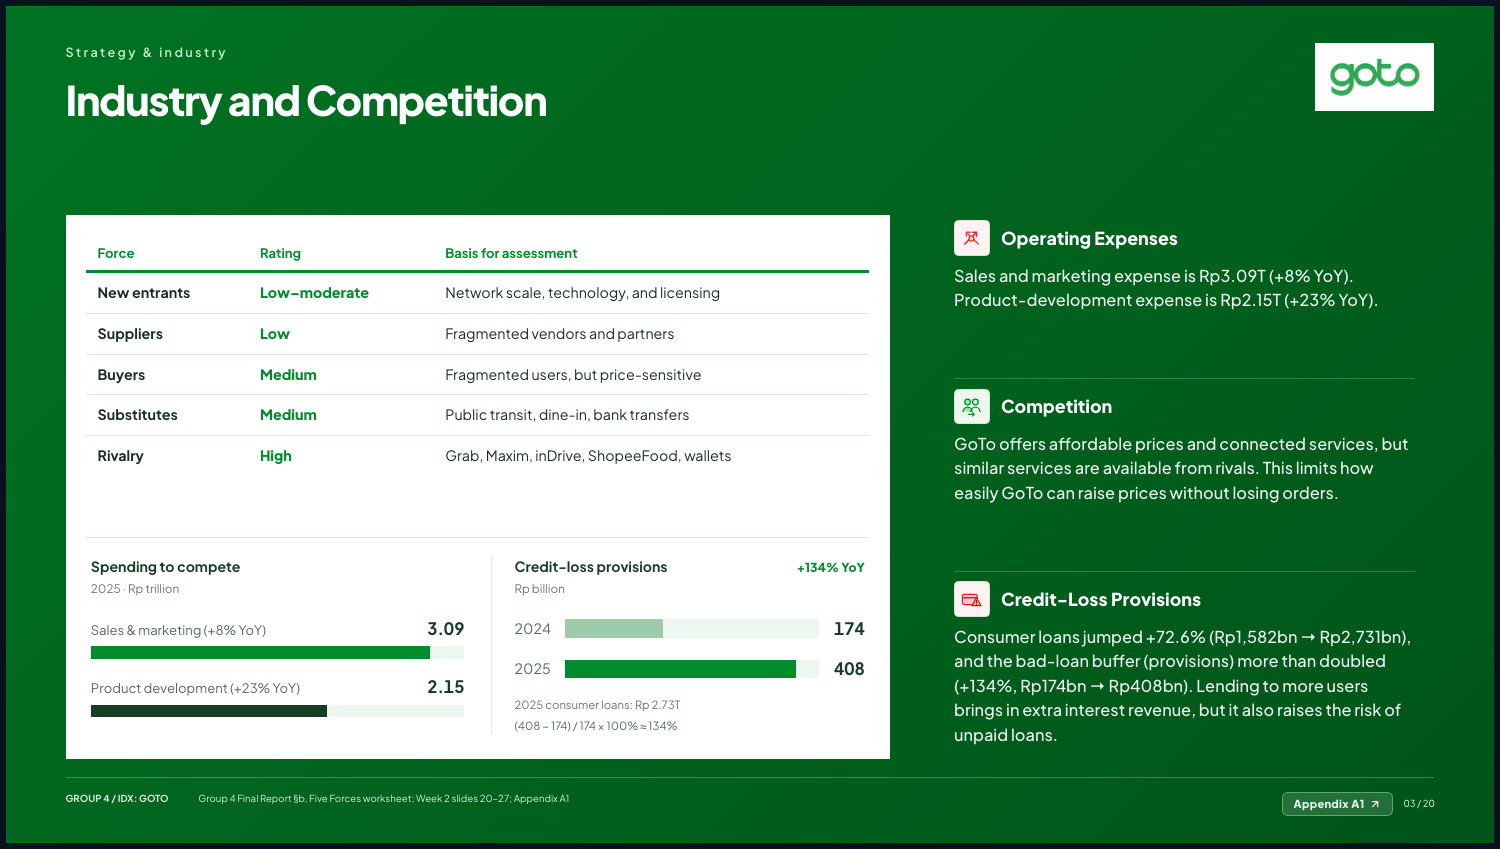 Strategy & industry
Industry and Competition
goto
Force Rating Basis for assessment
New entrants Low–moderate Network scale, technology, and licensing
Suppliers Low Fragmented vendors and partners
Buyers Medium Fragmented users, but price-sensitive
Substitutes Medium Public transit, dine-in, bank transfers
Rivalry High Grab, Maxim, inDrive, ShopeeFood, wallets
Spending to compete
2025 · Rp trillion
Sales & marketing (+8% YoY) 3.09
Product development (+23% YoY) 2.15
Credit-loss provisions +134% YoY
Rp billion
2024 174
2025 408
2025 consumer loans: Rp 2.73T
(408 – 174) / 174 × 100% ≈ 134%
Operating Expenses
Sales and marketing expense is Rp3.09T (+8% YoY).
Product-development expense is Rp2.15T (+23% YoY).
Competition
GoTo offers affordable prices and connected services, but
similar services are available from rivals. This limits how
easily GoTo can raise prices without losing orders.
Credit-Loss Provisions
Consumer loans jumped +72.6% (Rp1,582bn → Rp2,731bn),
and the bad-loan buffer (provisions) more than doubled
(+134%, Rp174bn → Rp408bn). Lending to more users
brings in extra interest revenue, but it also raises the risk of
unpaid loans.
GROUP 4 / IDX: GOTO Group 4 Final Report §b, Five Forces worksheet; Week 2 slides 20–27; Appendix A1
Appendix A1 ↗ 03 / 20